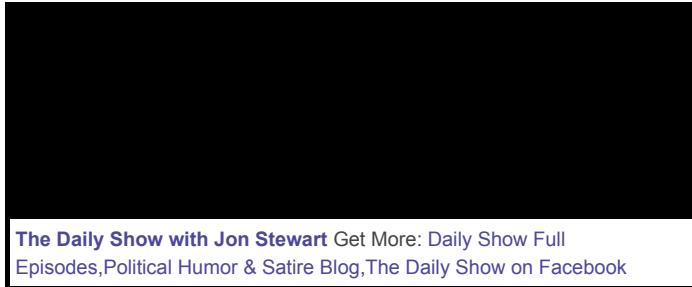 The Daily Show with Jon Stewart Get More: Daily Show Full
Episodes,Political Humor & Satire Blog,The Daily Show on Facebook